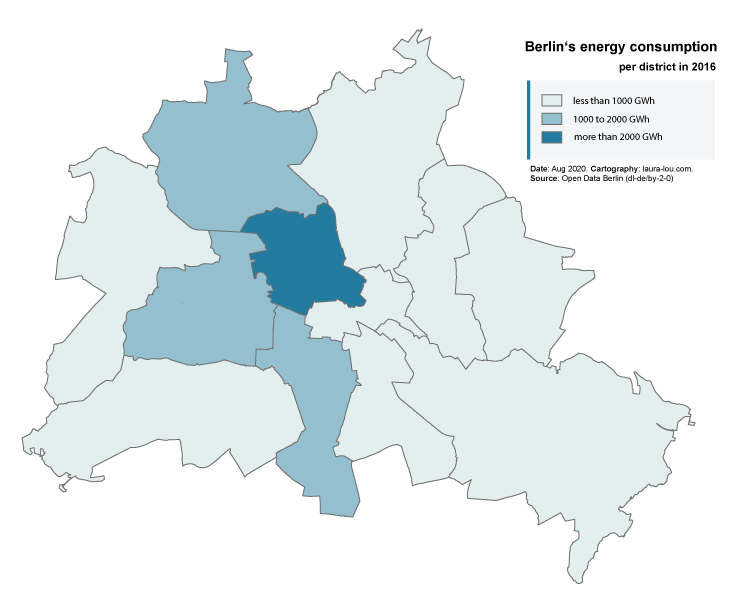 Berlin‘s energy consumption
per district in 2016
less than 1000 GWh
1000 to 2000 GWh
more than 2000 GWh
Date: Aug 2020. Cartography: laura-lou.com.
Source: Open Data Berlin (dl-de/by-2-0)